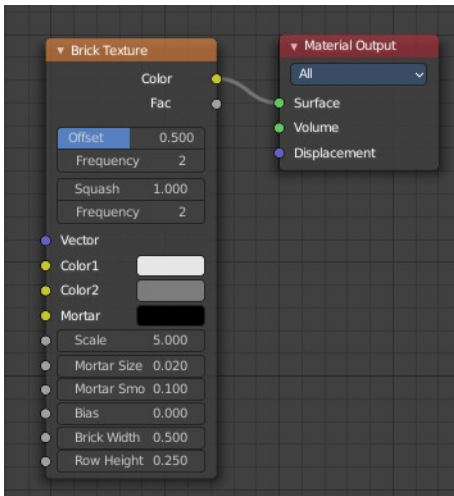 Brick Texture
Color
Fac
Offset 0.500
Frequency 2
Squash 1.000
Frequency 2
Vector
Color1
Color2
Mortar
Scale 5.000
Mortar Size 0.020
Mortar Smo 0.100
Bias 0.000
Brick Width 0.500
Row Height 0.250
Material Output
All
Surface
Volume
Displacement